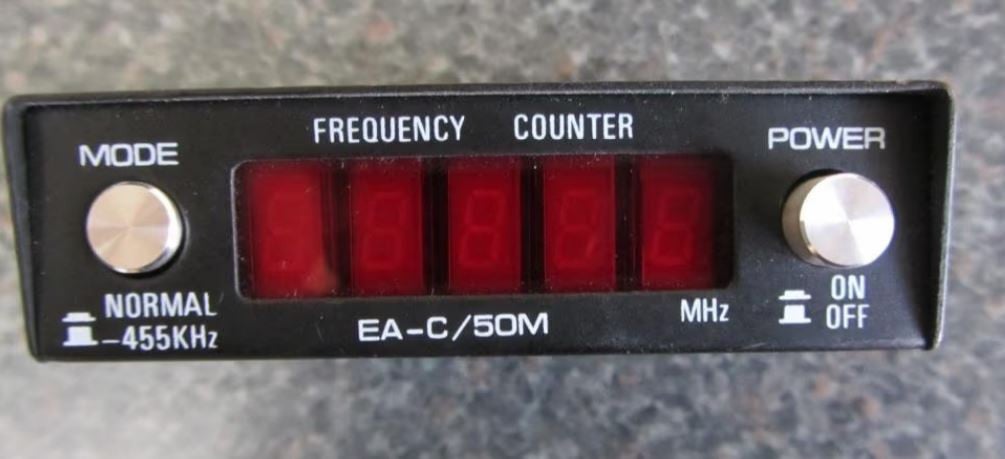 FREQUENCY COUNTER
MODE
POWER
NORMAL
-455KHz
EA-C/50M
MHz
ON
OFF